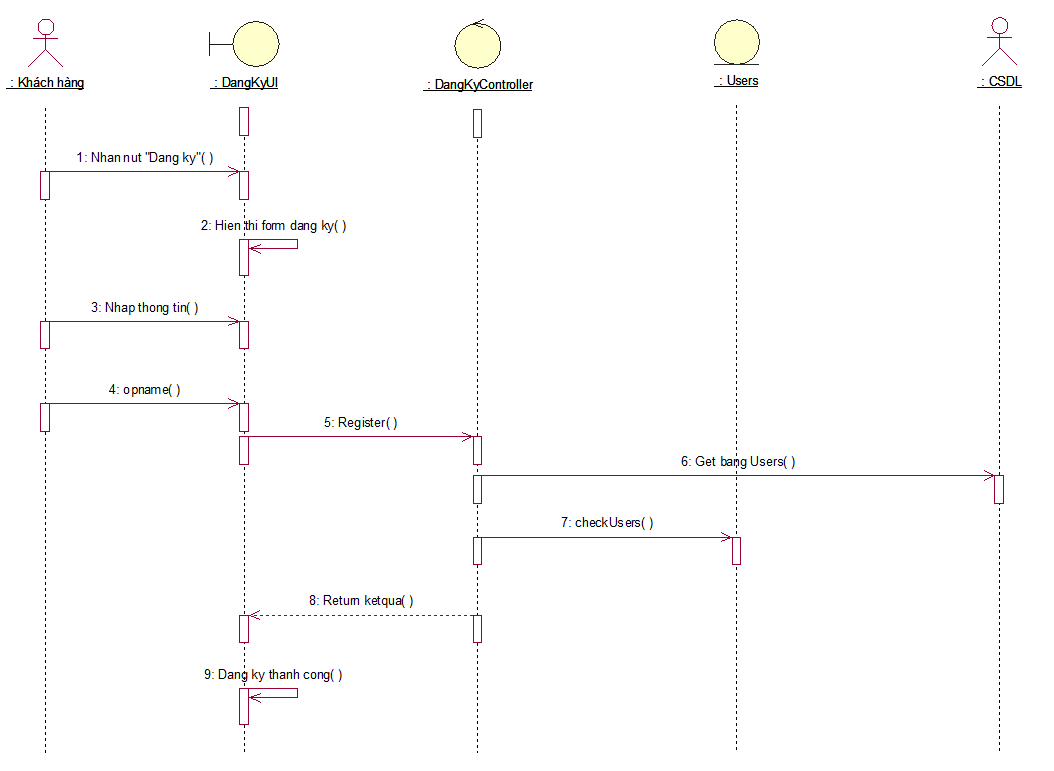 : Khách hàng
: DangKyUI
: DangKyController
: Users
: CSDL
1: Nhan nut "Dang ky"( )
2: Hien thi form dang ky( )
3: Nhap thong tin( )
4: opname( )
5: Register( )
6: Get bang Users( )
7: checkUsers( )
8: Return ketqua( )
9: Dang ky thanh cong( )